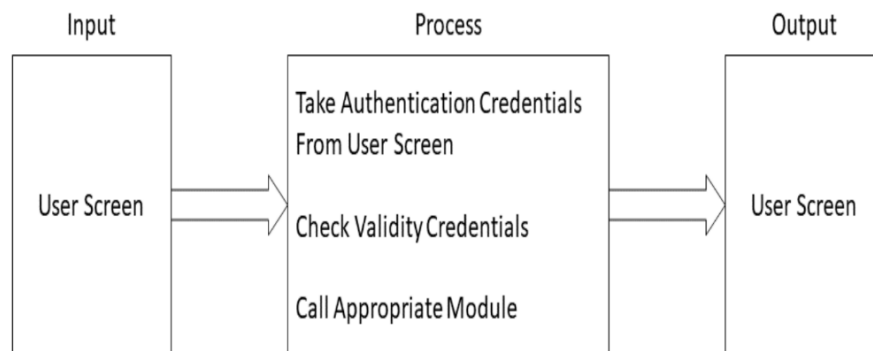 Input
Process
Output
User Screen
Take Authentication Credentials
From User Screen
Check Validity Credentials
Call Appropriate Module
User Screen